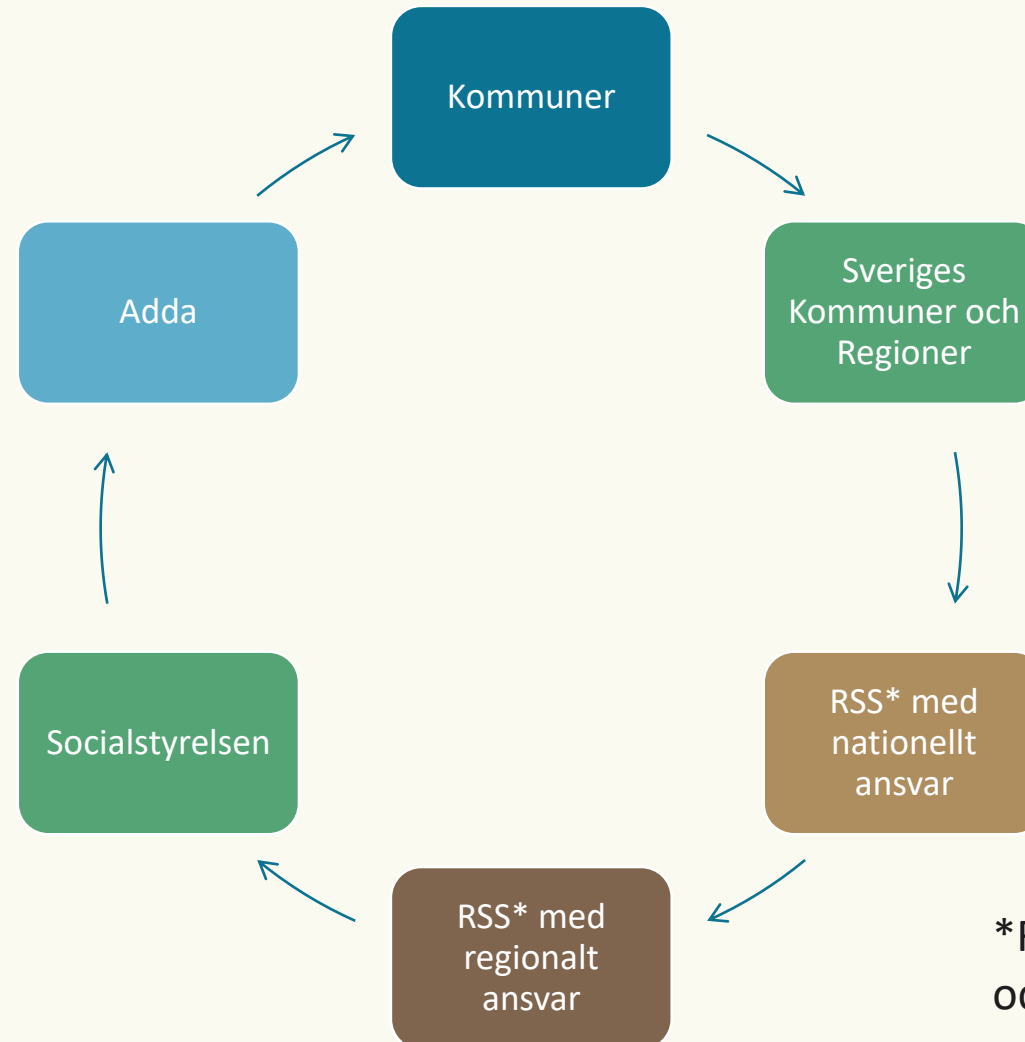 Kommuner
Sveriges
Kommuner och
Regioner
RSS* med
nationellt
ansvar
RSS* med
regionalt
ansvar
Socialstyrelsen
Adda